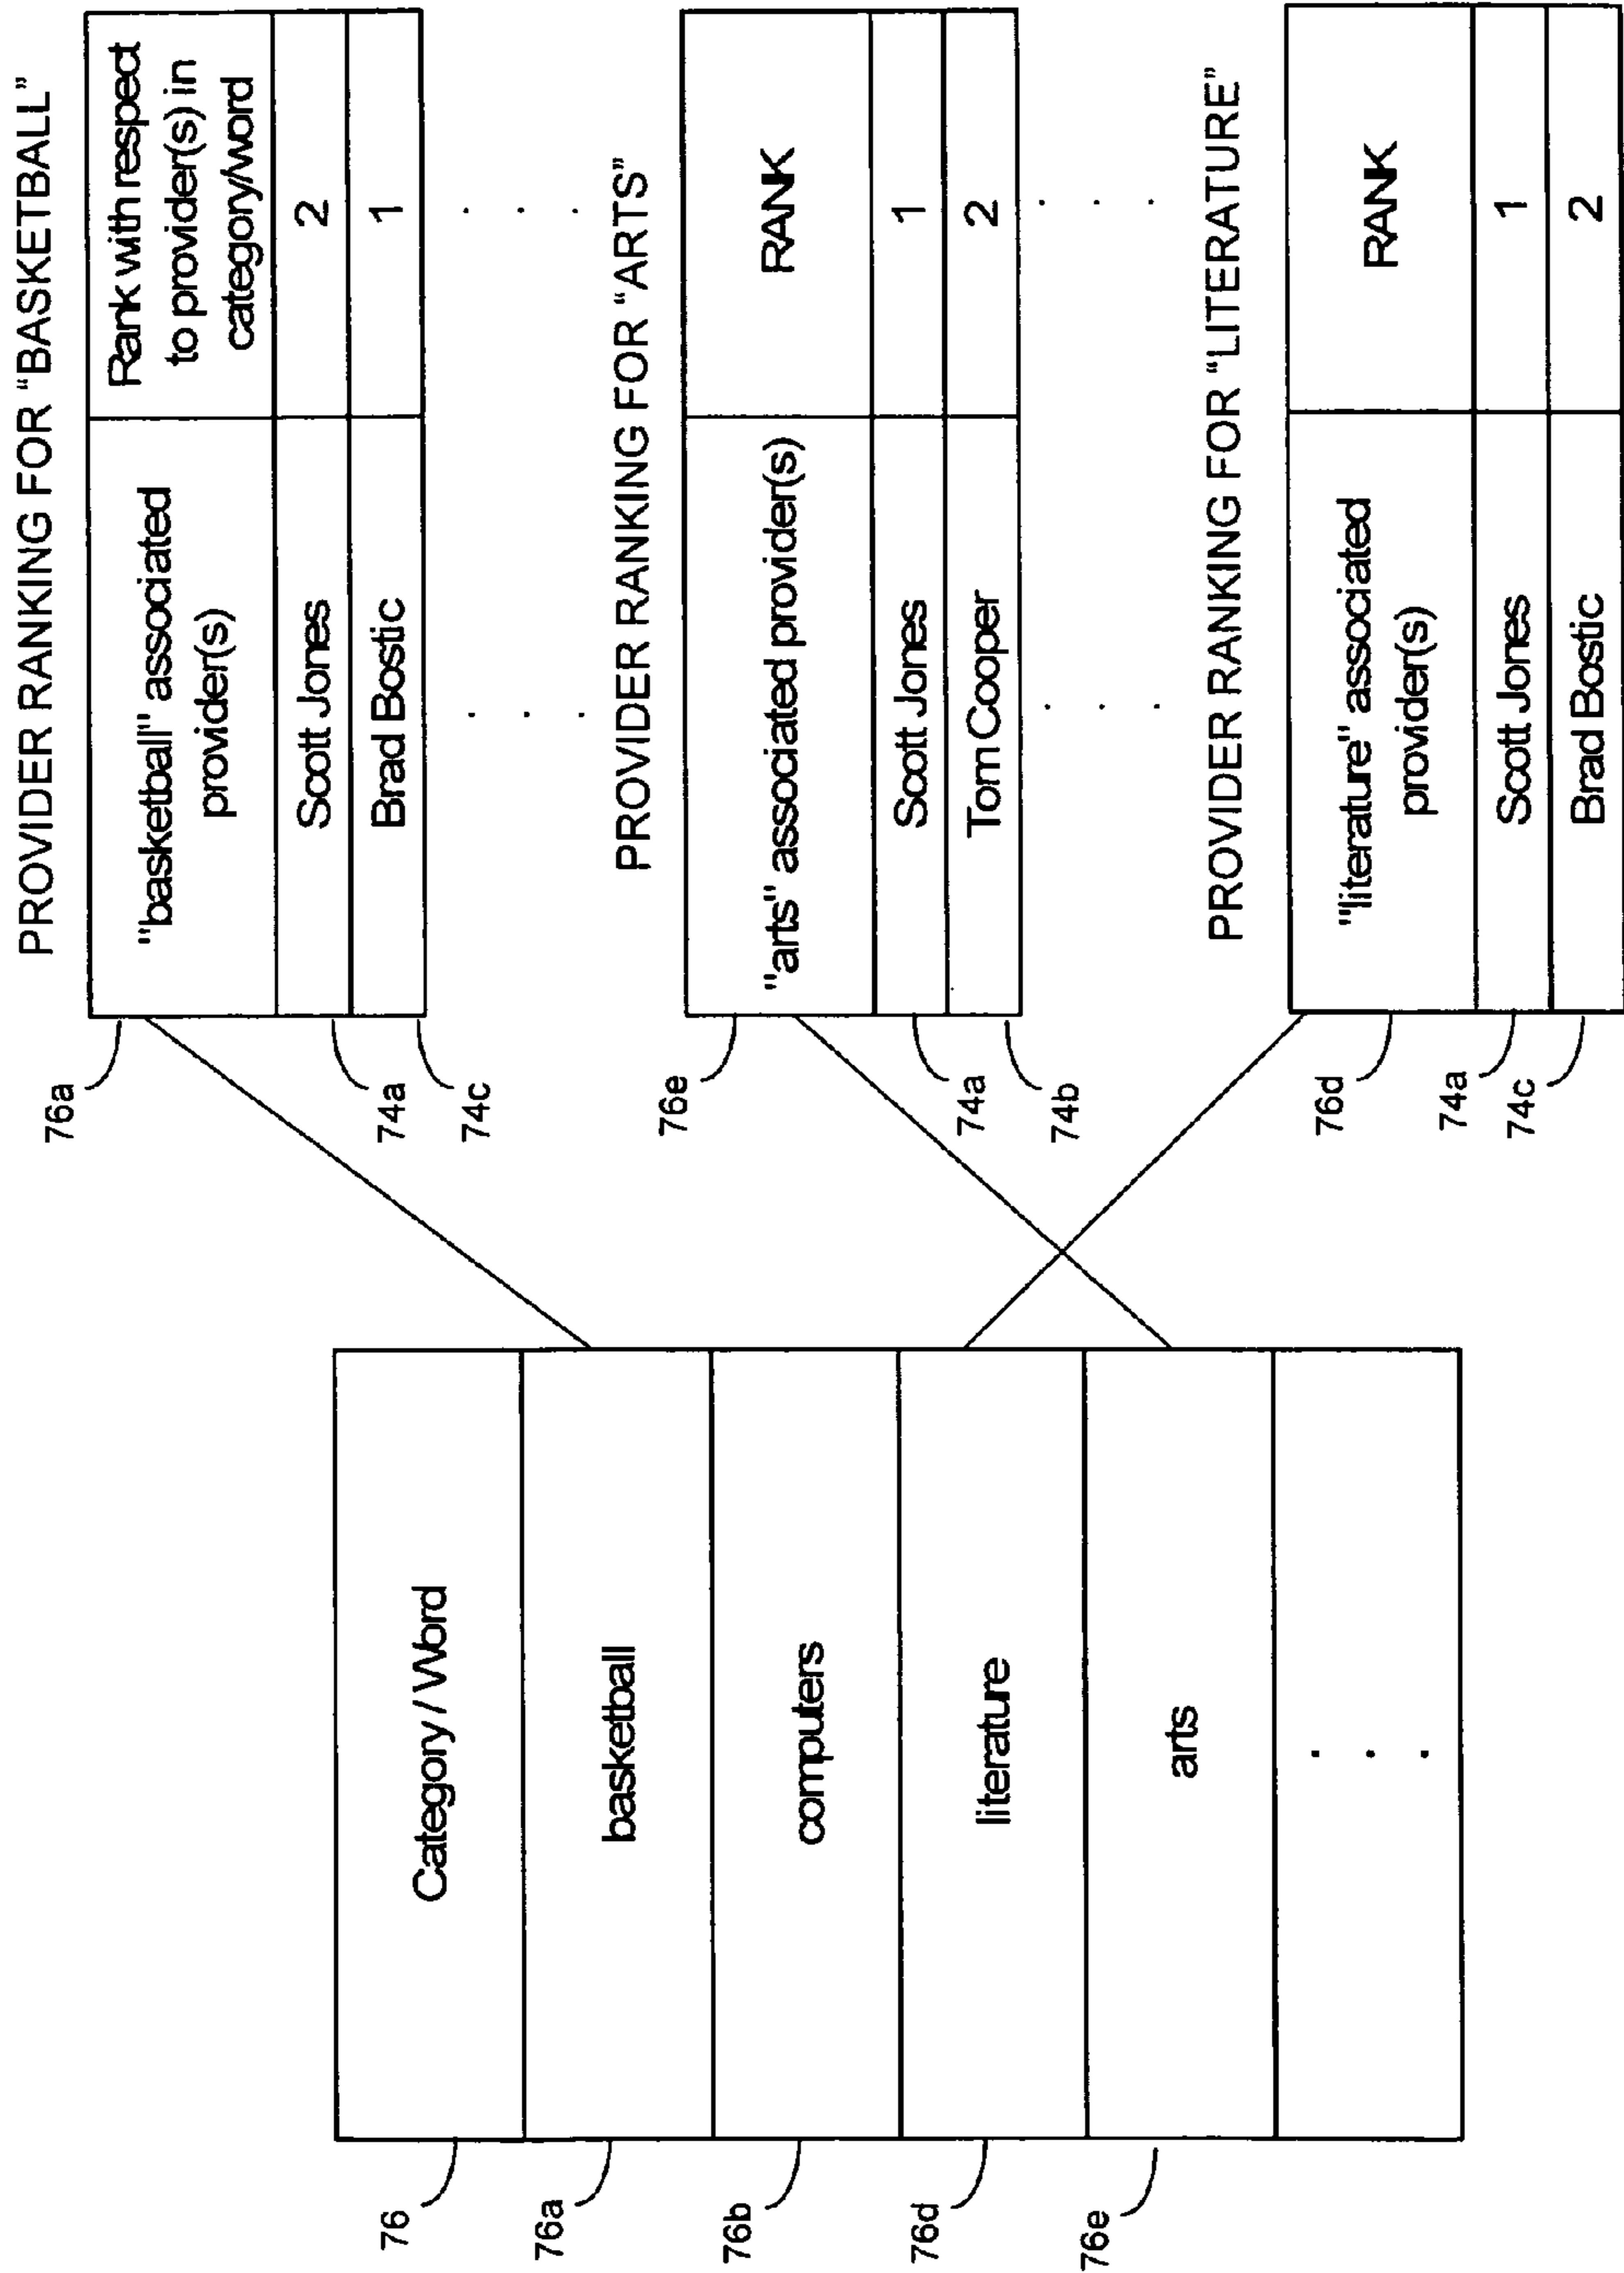 76
Category / Word
76a
basketball
76b
computers
76d
literature
76e
arts
. . .
PROVIDER RANKING FOR "BASKETBALL"
76a
"basketball" associated
provider(s)
Rank with respect
to provider(s) in
category/word
74a
Scott Jones
2
74c
Brad Bostic
1
. . .
. . .
PROVIDER RANKING FOR "ARTS"
76e
"arts" associated provider(s)
RANK
74a
Scott Jones
1
74b
Tom Cooper
2
. . .
. . .
PROVIDER RANKING FOR "LITERATURE"
76d
"literature" associated
provider(s)
RANK
74a
Scott Jones
1
74c
Brad Bostic
2